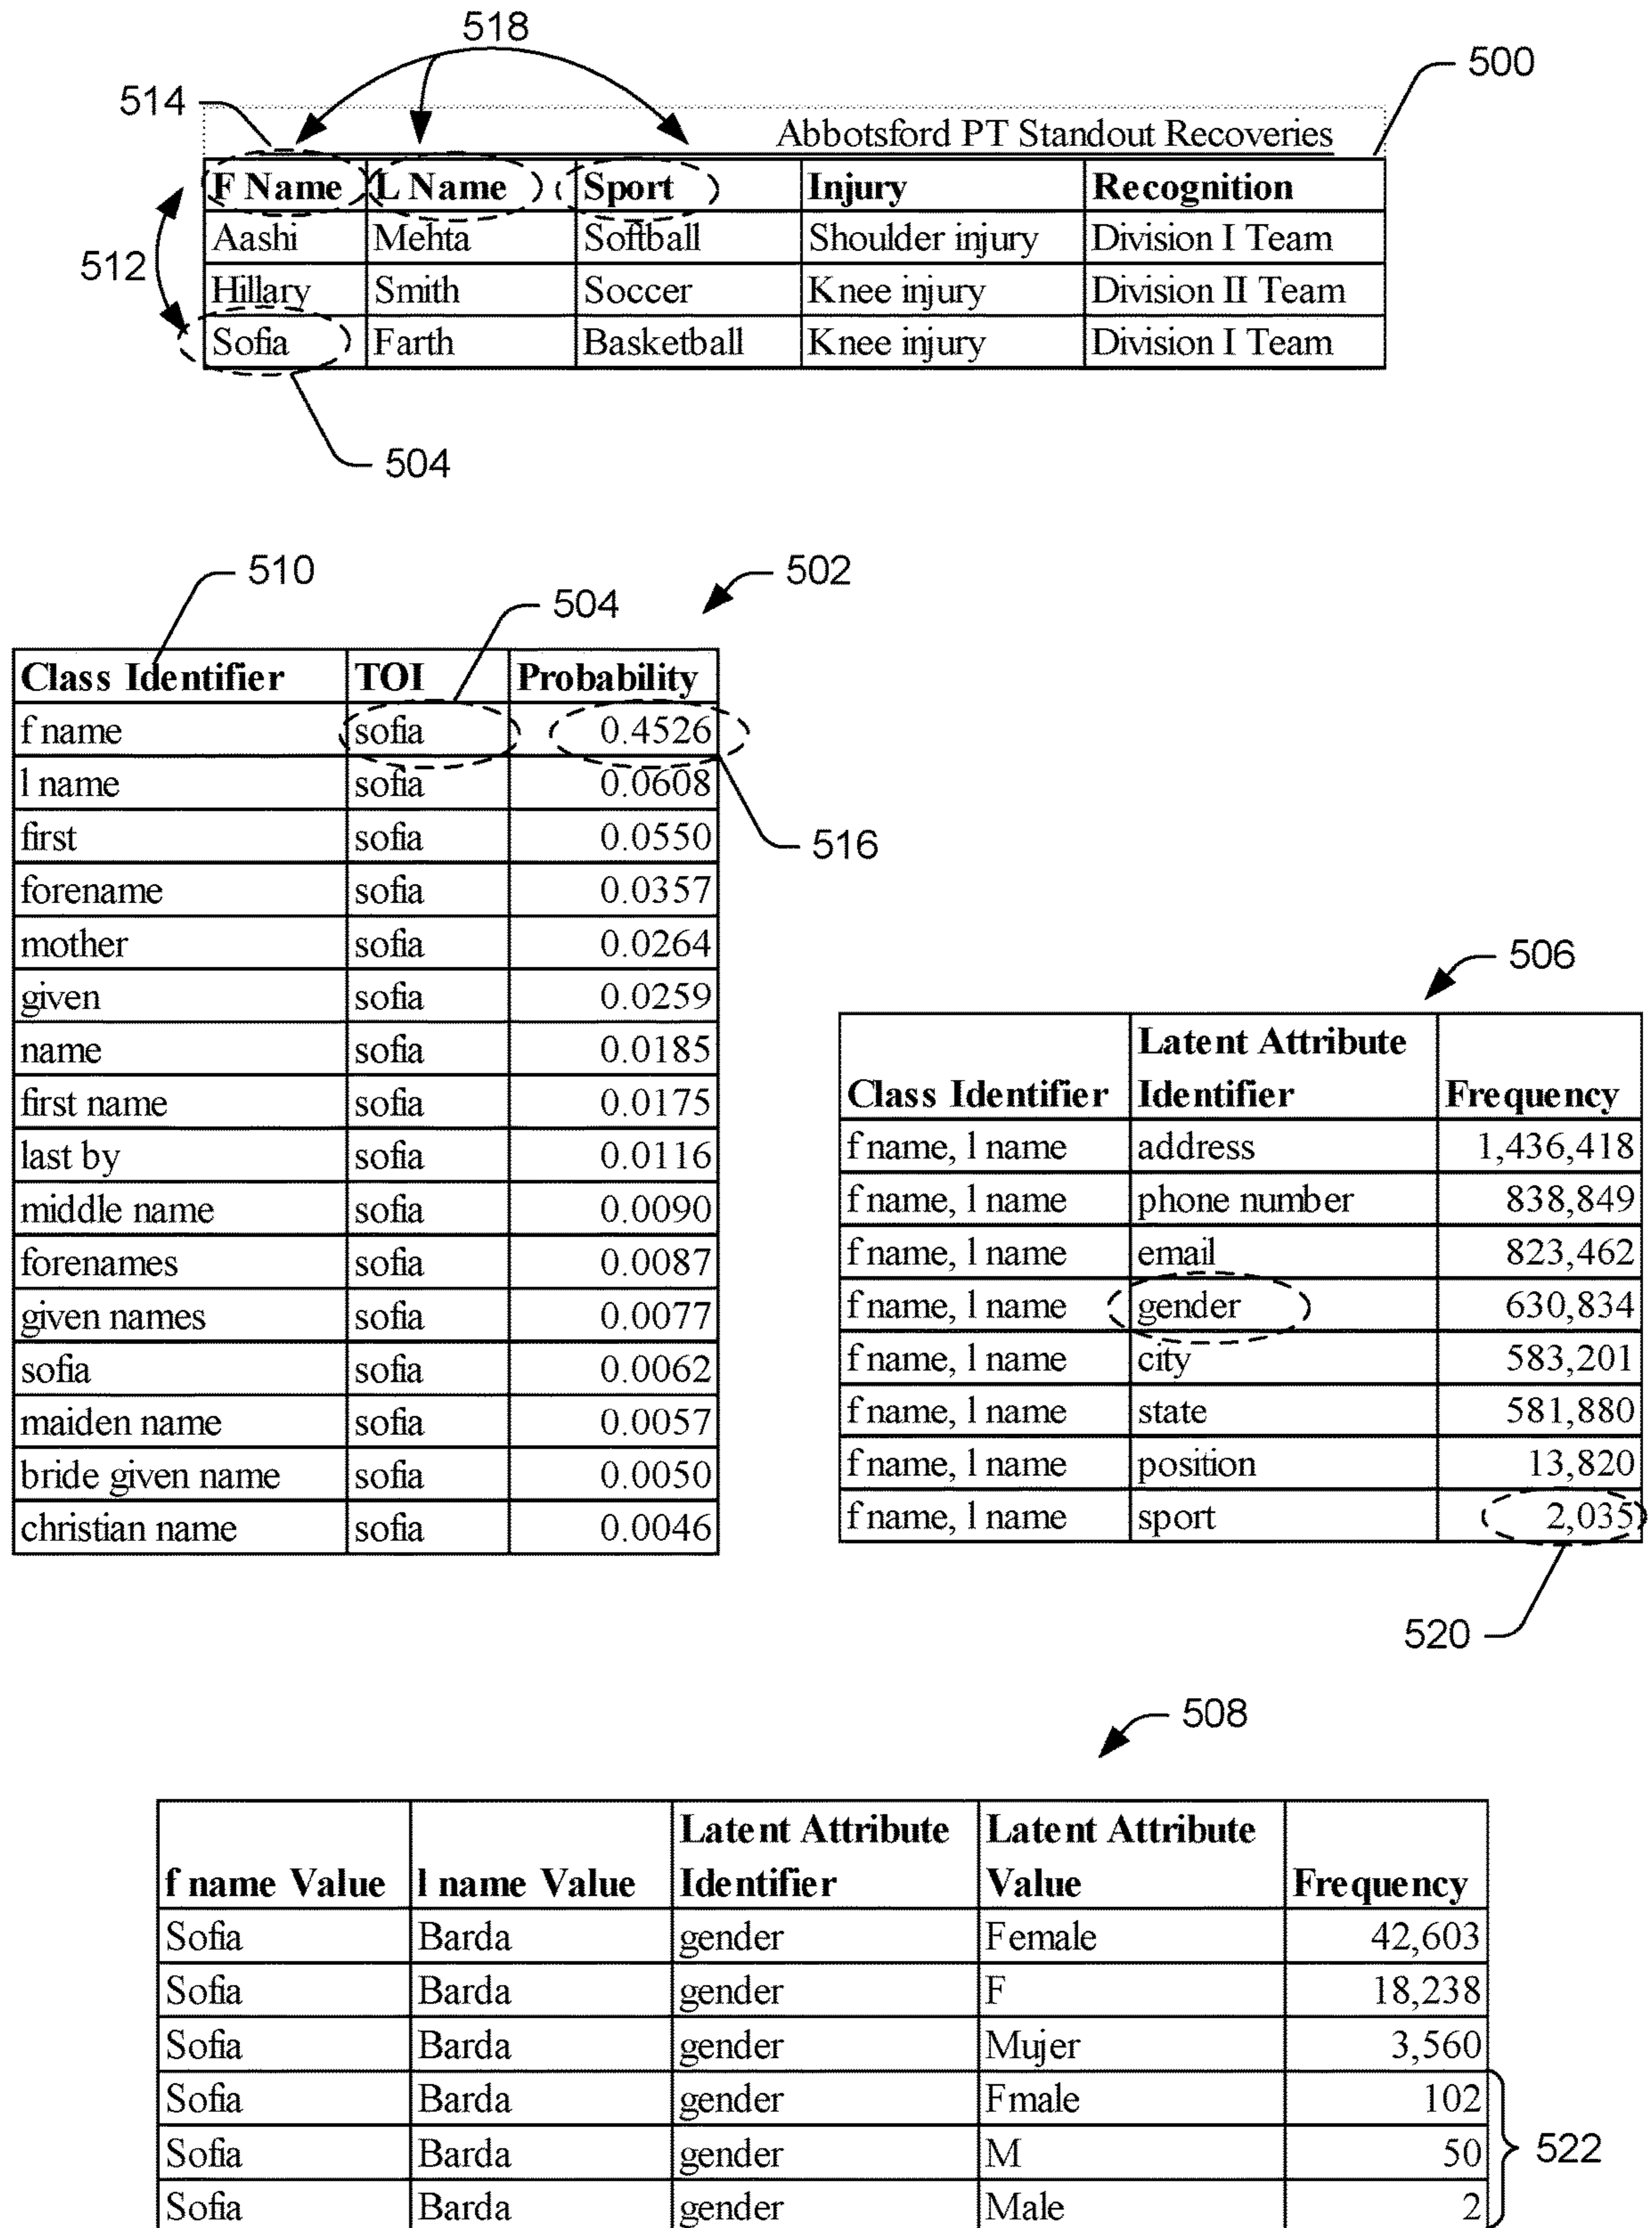 518
500
514
Abbotsford PT Standout Recoveries
F Name L Name Sport Injury Recognition
Aashi Mehta Softball Shoulder injury Division I Team
512
Hillary Smith Soccer Knee injury Division II Team
Sofia Farth Basketball Knee injury Division I Team
504
510 504 502
Class Identifier TOI Probability
f name sofia 0.4526
l name sofia 0.0608
first sofia 0.0550
516
forename sofia 0.0357
mother sofia 0.0264
given sofia 0.0259
name sofia 0.0185
first name sofia 0.0175
last by sofia 0.0116
middle name sofia 0.0090
forenames sofia 0.0087
given names sofia 0.0077
sofia sofia 0.0062
maiden name sofia 0.0057
bride given name sofia 0.0050
christian name sofia 0.0046
506
Latent Attribute
Class Identifier Identifier Frequency
f name, l name address 1,436,418
f name, l name phone number 838,849
f name, l name email 823,462
f name, l name gender 630,834
f name, l name city 583,201
f name, l name state 581,880
f name, l name position 13,820
f name, l name sport 2,035
520
508
Latent Attribute Latent Attribute
f name Value l name Value Identifier Value Frequency
Sofia Barda gender Female 42,603
Sofia Barda gender F 18,238
Sofia Barda gender Mujer 3,560
Sofia Barda gender Fmale 102
Sofia Barda gender M 50
522
Sofia Barda gender Male 2